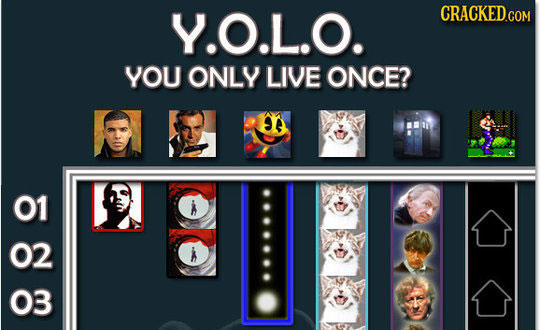 CRACKED.COM
Y.O.L.O.
YOU ONLY LIVE ONCE?
01
02
03